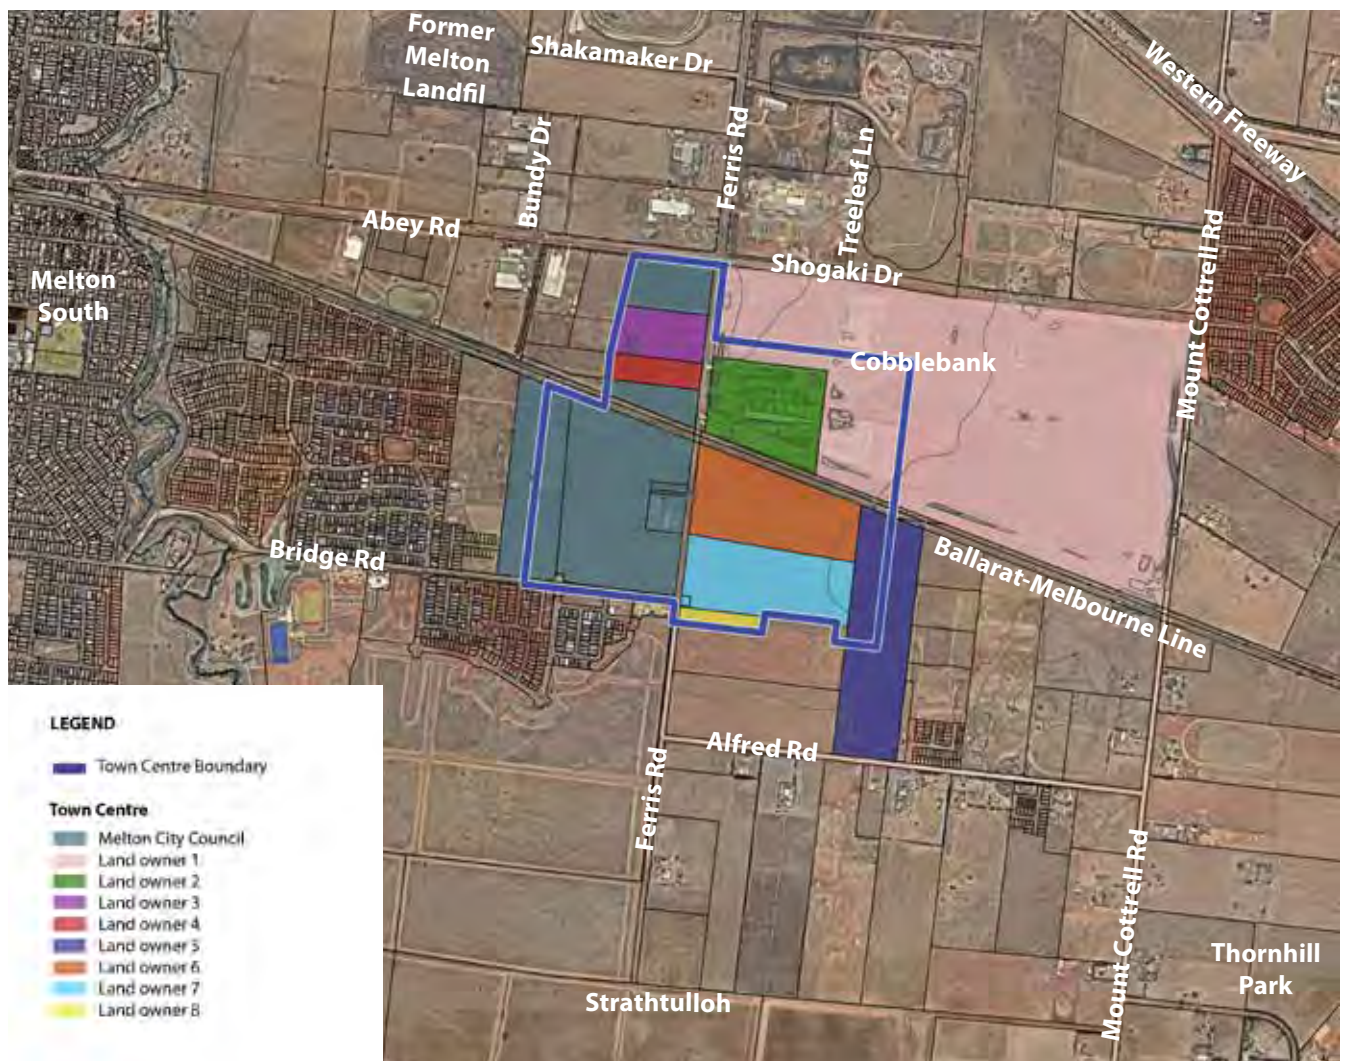 Former
Melton
Landfil
Shakamaker Dr
Western Freeway
Bundy Dr
Ferris Rd
Treeleaf Ln
Abey Rd
Mount Cottrell Rd
Shogaki Dr
Melton
South
Cobblebank
Bridge Rd
Ballarat-Melbourne Line
Alfred Rd
Ferris Rd
Mount Cottrell Rd
Thornhill
Park
Strathtulloh
LEGEND
Town Centre Boundary
Town Centre
Melton City Council
Land owner 1
Land owner 2
Land owner 3
Land owner 4
Land owner 5
Land owner 6
Land owner 7
Land owner 8